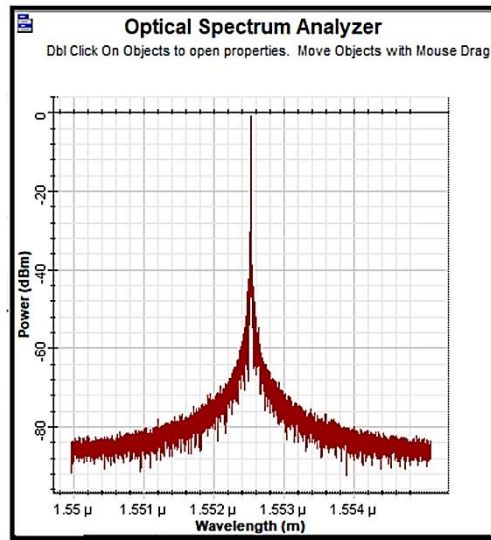 Optical Spectrum Analyzer
Dbl Click On Objects to open properties. Move Objects with Mouse Drag
0
-20
-40
-60
-80
Power (dBm)
1.55 µ 1.551 µ 1.552 µ 1.553 µ 1.554 µ
Wavelength (m)